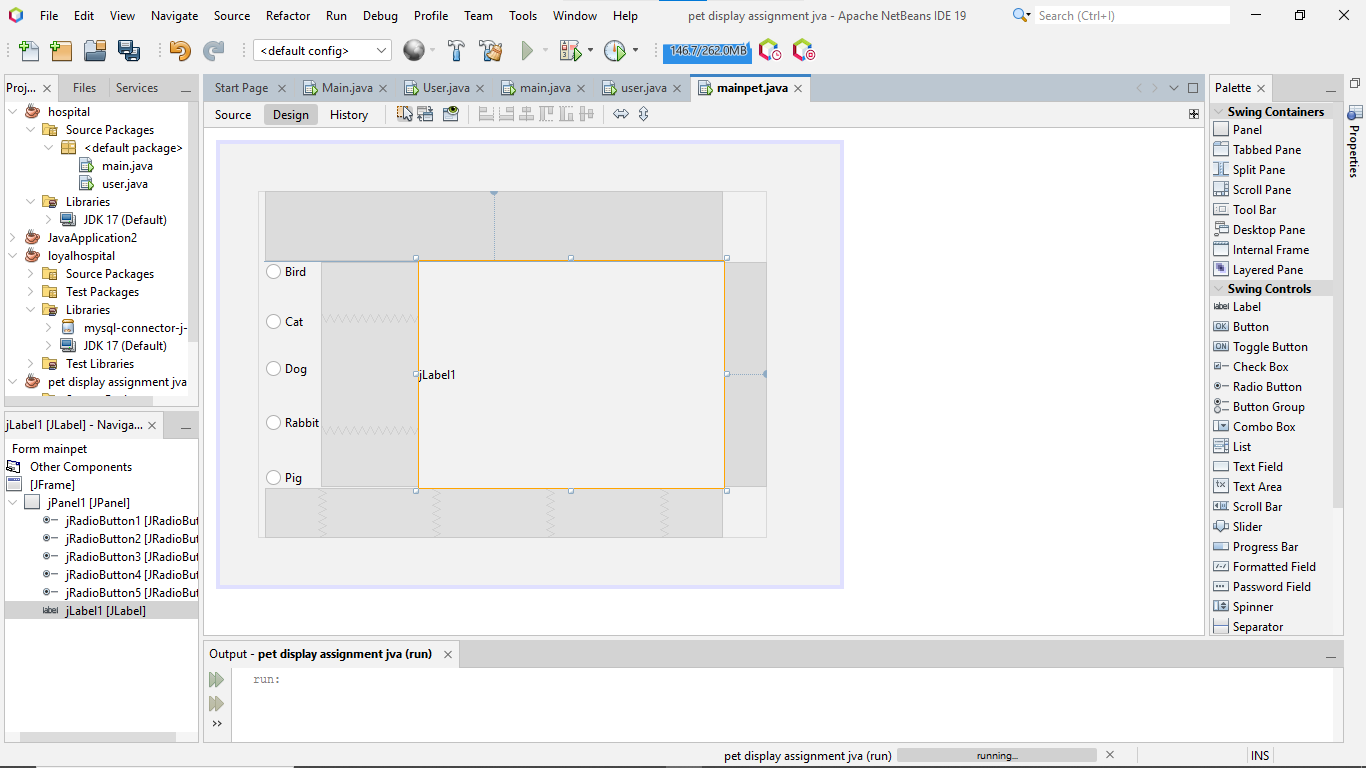 File Edit View Navigate Source Refactor Run Debug Profile Team Tools Window Help
pet display assignment jva - Apache NetBeans IDE 19
Search (Ctrl+I)
<default config>
146.7/262.0MB
Proj... Files Services
Start Page Main.java User.java main.java user.java mainpet.java
Palette
Source Design History
hospital
Source Packages
<default package>
main.java
user.java
Libraries
JDK 17 (Default)
JavaApplication2
loyalhospital
Source Packages
Test Packages
Libraries
mysql-connector-j-
JDK 17 (Default)
Test Libraries
pet display assignment jva
jLabel1 [JLabel] - Naviga...
Form mainpet
Other Components
[JFrame]
jPanel1 [JPanel]
jRadioButton1 [JRadioBut
jRadioButton2 [JRadioBut
jRadioButton3 [JRadioBut
jRadioButton4 [JRadioBut
jRadioButton5 [JRadioBut
label jLabel1 [JLabel]
Bird
Cat
Dog
Rabbit
Pig
jLabel1
Swing Containers
Panel
Tabbed Pane
Split Pane
Scroll Pane
Tool Bar
Desktop Pane
Internal Frame
Layered Pane
Swing Controls
label Label
OK Button
ON Toggle Button
Check Box
Radio Button
Button Group
Combo Box
List
Text Field
Text Area
Scroll Bar
Slider
Progress Bar
Formatted Field
Password Field
Spinner
Separator
Properties
Output - pet display assignment jva (run)
run:
pet display assignment jva (run)
running...
INS